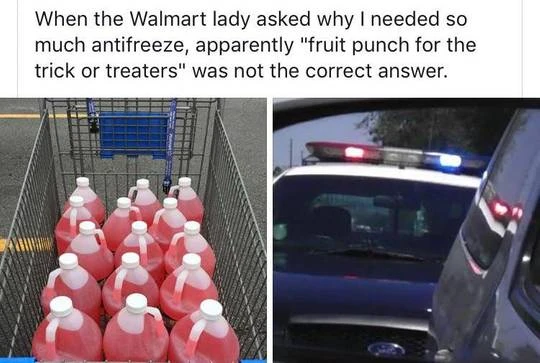 When the Walmart lady asked why I needed so
much antifreeze, apparently "fruit punch for the
trick or treaters" was not the correct answer.
Ford